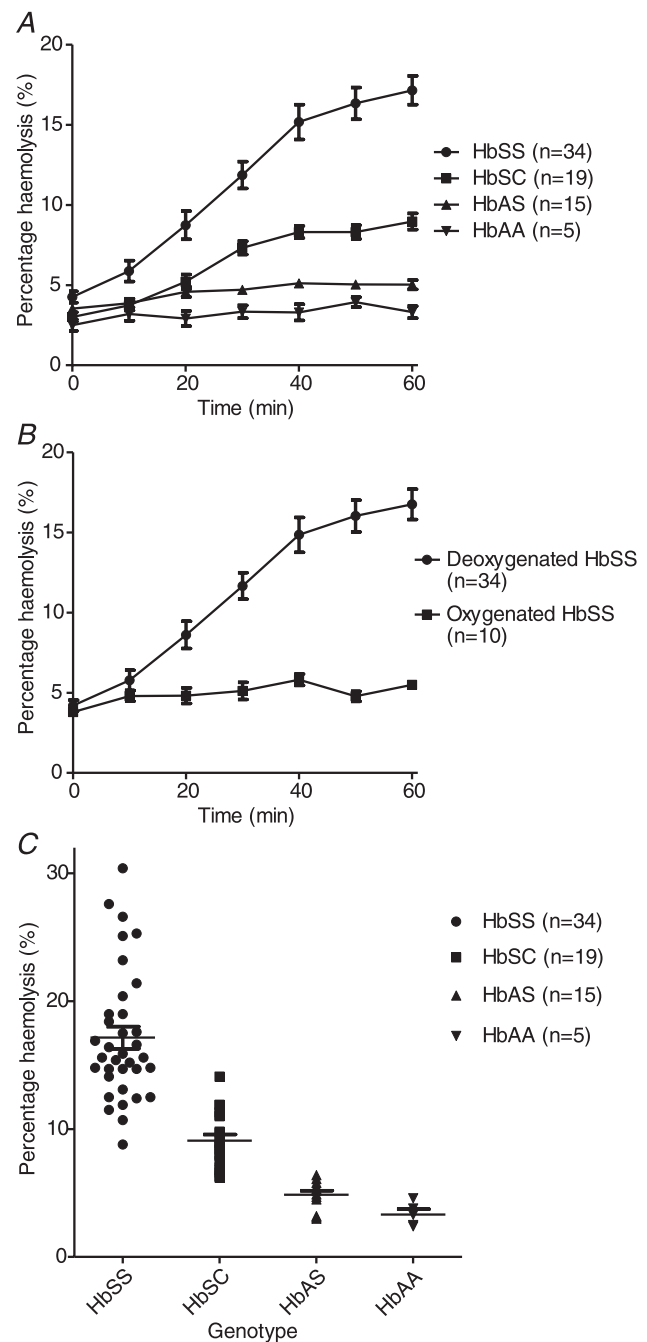 A
Percentage haemolysis (%)
20
15
10
5
0
0 20 40 60
Time (min)
HbSS (n=34)
HbSC (n=19)
HbAS (n=15)
HbAA (n=5)
B
Percentage haemolysis (%)
20
15
10
5
0
0 20 40 60
Time (min)
Deoxygenated HbSS
(n=34)
Oxygenated HbSS
(n=10)
C
Percentage haemolysis (%)
30
20
10
0
HbSS HbSC HbAS HbAA
Genotype
HbSS (n=34)
HbSC (n=19)
HbAS (n=15)
HbAA (n=5)